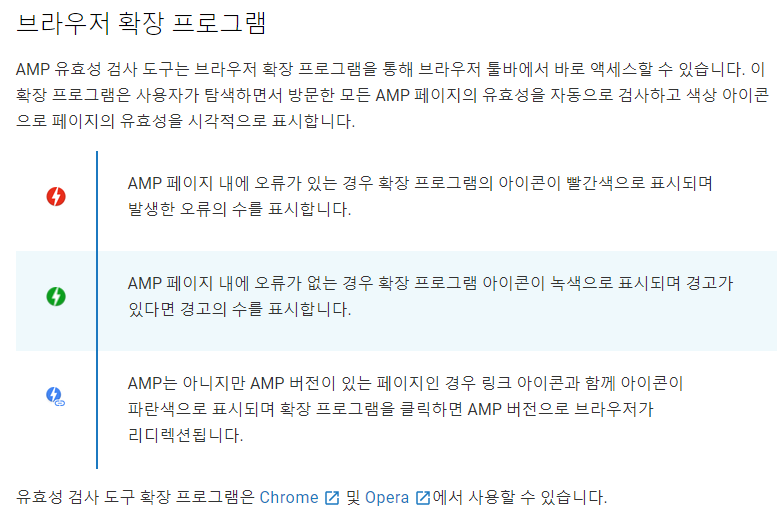 브라우저 확장 프로그램
AMP 유효성 검사 도구는 브라우저 확장 프로그램을 통해 브라우저 툴바에서 바로 액세스할 수 있습니다. 이
확장 프로그램은 사용자가 탐색하면서 방문한 모든 AMP 페이지의 유효성을 자동으로 검사하고 색상 아이콘
으로 페이지의 유효성을 시각적으로 표시합니다.
AMP 페이지 내에 오류가 있는 경우 확장 프로그램의 아이콘이 빨간색으로 표시되며
발생한 오류의 수를 표시합니다.
AMP 페이지 내에 오류가 없는 경우 확장 프로그램 아이콘이 녹색으로 표시되며 경고가
있다면 경고의 수를 표시합니다.
AMP는 아니지만 AMP 버전이 있는 페이지인 경우 링크 아이콘과 함께 아이콘이
파란색으로 표시되며 확장 프로그램을 클릭하면 AMP 버전으로 브라우저가
리디렉션됩니다.
유효성 검사 도구 확장 프로그램은 Chrome 및 Opera 에서 사용할 수 있습니다.